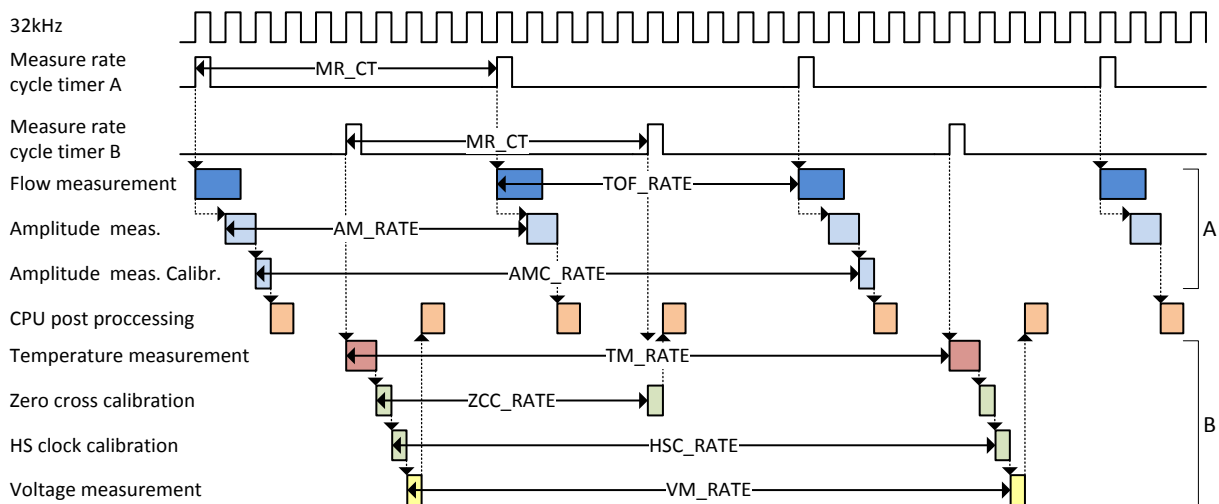 32kHz
Measure rate
cycle timer A
MR_CT
Measure rate
cycle timer B
MR_CT
Flow measurement
TOF_RATE
Amplitude meas.
AM_RATE
A
Amplitude meas. Calibr.
AMC_RATE
CPU post proccessing
Temperature measurement
TM_RATE
Zero cross calibration
ZCC_RATE
B
HS clock calibration
HSC_RATE
Voltage measurement
VM_RATE